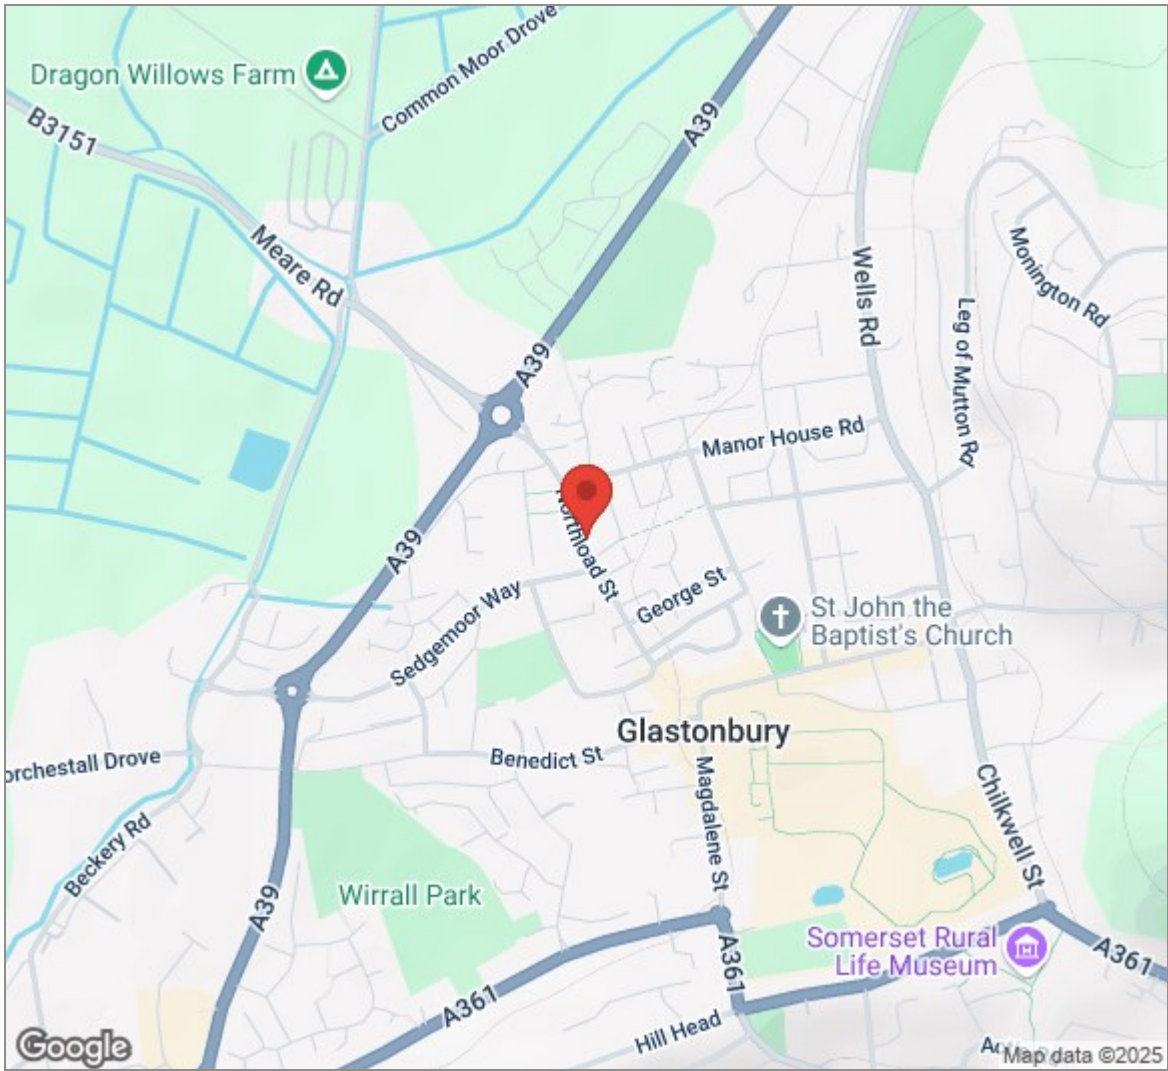 Dragon Willows Farm
Common Moor Drove
B3151
A39
Meare Rd
Wells Rd
Monington Rd
Leg of Mutton Rd
A39
Manor House Rd
Northload St
A39
George St
Sedgemoor Way
St John the
Baptist's Church
Glastonbury
Benedict St
orchestall Drove
Magdalene St
Chilkwell St
Beckery Rd
Wirrall Park
A39
Somerset Rural
Life Museum
A361
A361
A361
Hill Head
Google
Map data ©2025